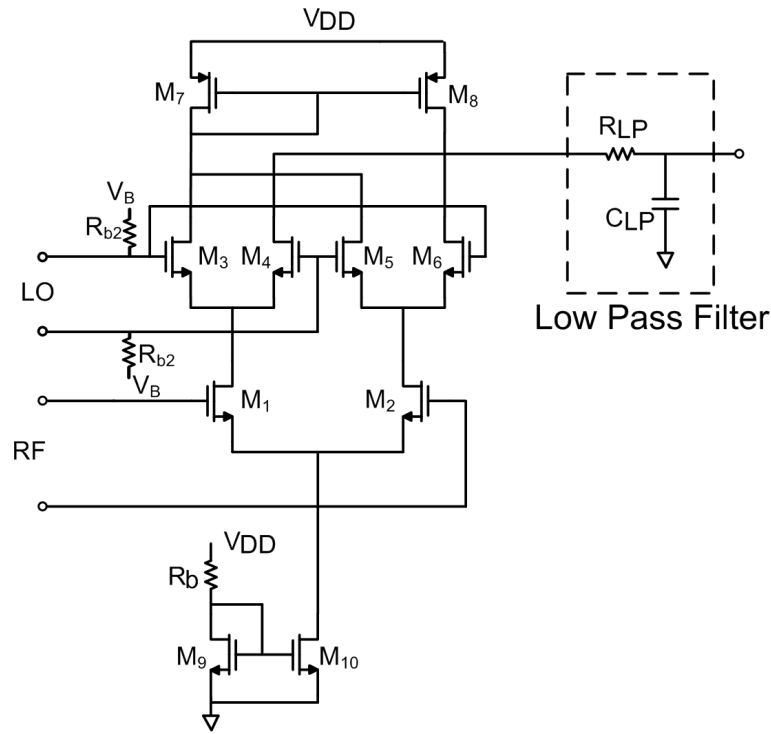 VDD
M7
M8
RLP
CLP
Low Pass Filter
VB
Rb2
M3
M4
M5
M6
LO
Rb2
VB
M1
M2
RF
VDD
Rb
M9
M10